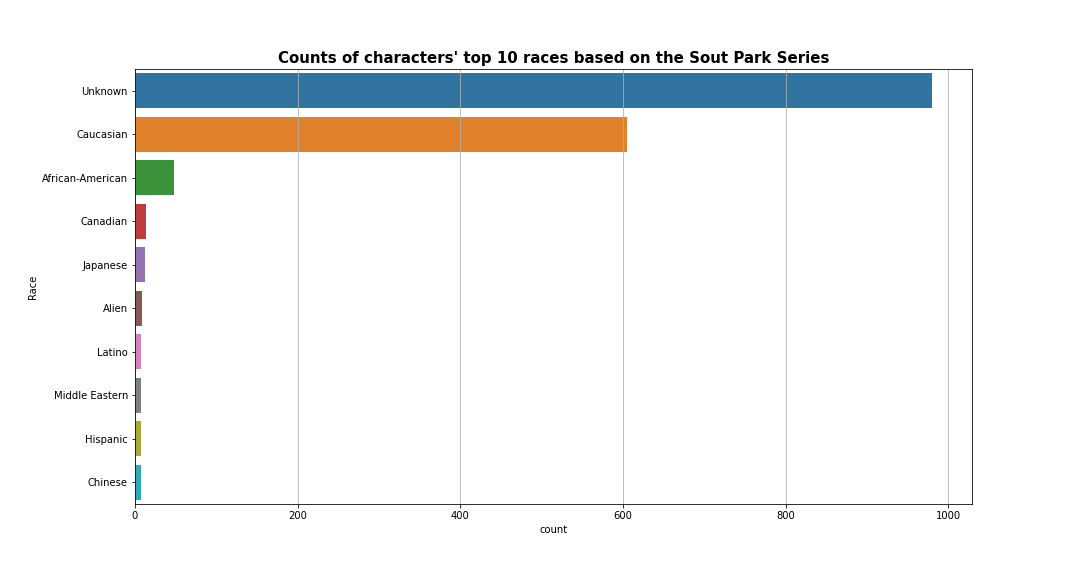 Counts of characters' top 10 races based on the Sout Park Series
Unknown
Caucasian
African-American
Canadian
Japanese
Alien
Latino
Middle Eastern
Hispanic
Chinese
Race
0 200 400 600 800 1000
count